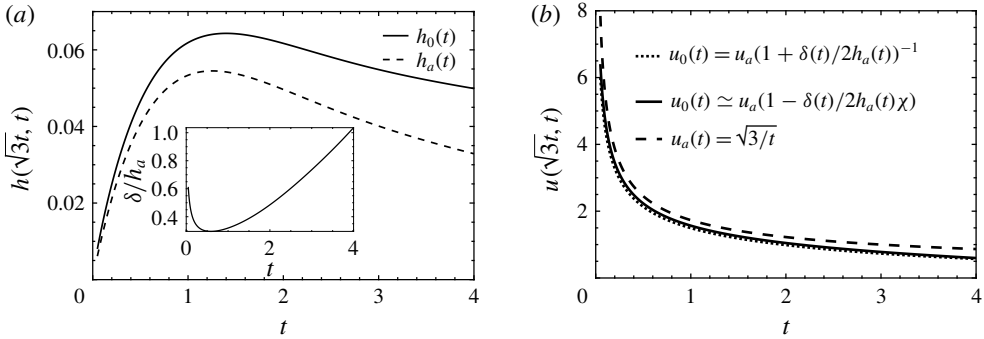 (a)
h(√3t, t)
0.06
0.04
0.02
0
1
2
3
4
t
h₀(t)
hₐ(t)
δ/hₐ
1.0
0.8
0.6
0.4
0
2
4
t
(b)
u(√3t, t)
8
6
4
2
0
1
2
3
4
t
u₀(t) = uₐ(1 + δ(t)/2hₐ(t))⁻¹
u₀(t) ≃ uₐ(1 − δ(t)/2hₐ(t)χ)
uₐ(t) = √3/t